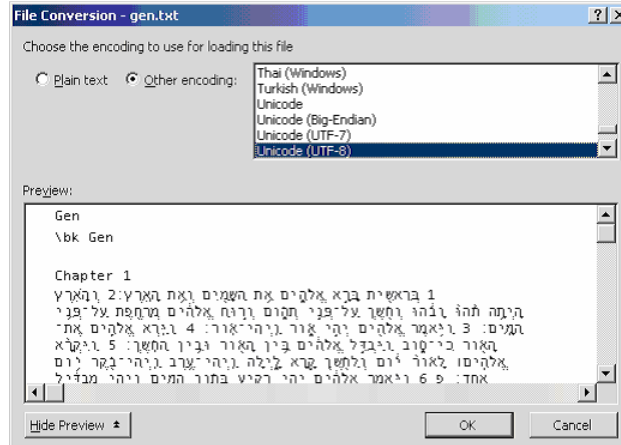 File Conversion - gen.txt
Choose the encoding to use for loading this file
Plain text
Other encoding:
Thai (Windows)
Turkish (Windows)
Unicode
Unicode (Big-Endian)
Unicode (UTF-7)
Unicode (UTF-8)
Preview:
Gen
\bk Gen
Chapter 1
1 בְּרֵאשִׁית בָּרָא אֱלֹהִים אֵת הַשָּׁמַיִם וְאֵת הָאָרֶץ׃ 2 וְהָאָרֶץ
הָיְתָה תֹהוּ וָבֹהוּ וְחֹשֶׁךְ עַל־פְּנֵי תְהוֹם וְרוּחַ אֱלֹהִים מְרַחֶפֶת עַל־פְּנֵי
הַמָּיִם׃ 3 וַיֹּאמֶר אֱלֹהִים יְהִי אוֹר וַיְהִי־אוֹר׃ 4 וַיַּרְא אֱלֹהִים אֶת־
הָאוֹר כִּי־טוֹב וַיַּבְדֵּל אֱלֹהִים בֵּין הָאוֹר וּבֵין הַחֹשֶׁךְ׃ 5 וַיִּקְרָא
אֱלֹהִים׀ לָאוֹר יוֹם וְלַחֹשֶׁךְ קָרָא לָיְלָה וַיְהִי־עֶרֶב וַיְהִי־בֹקֶר יוֹם
אֶחָד׃ פ 6 וַיֹּאמֶר אֱלֹהִים יְהִי רָקִיעַ בְּתוֹךְ הַמָּיִם וִיהִי מַבְדִּיל
Hide Preview
OK
Cancel